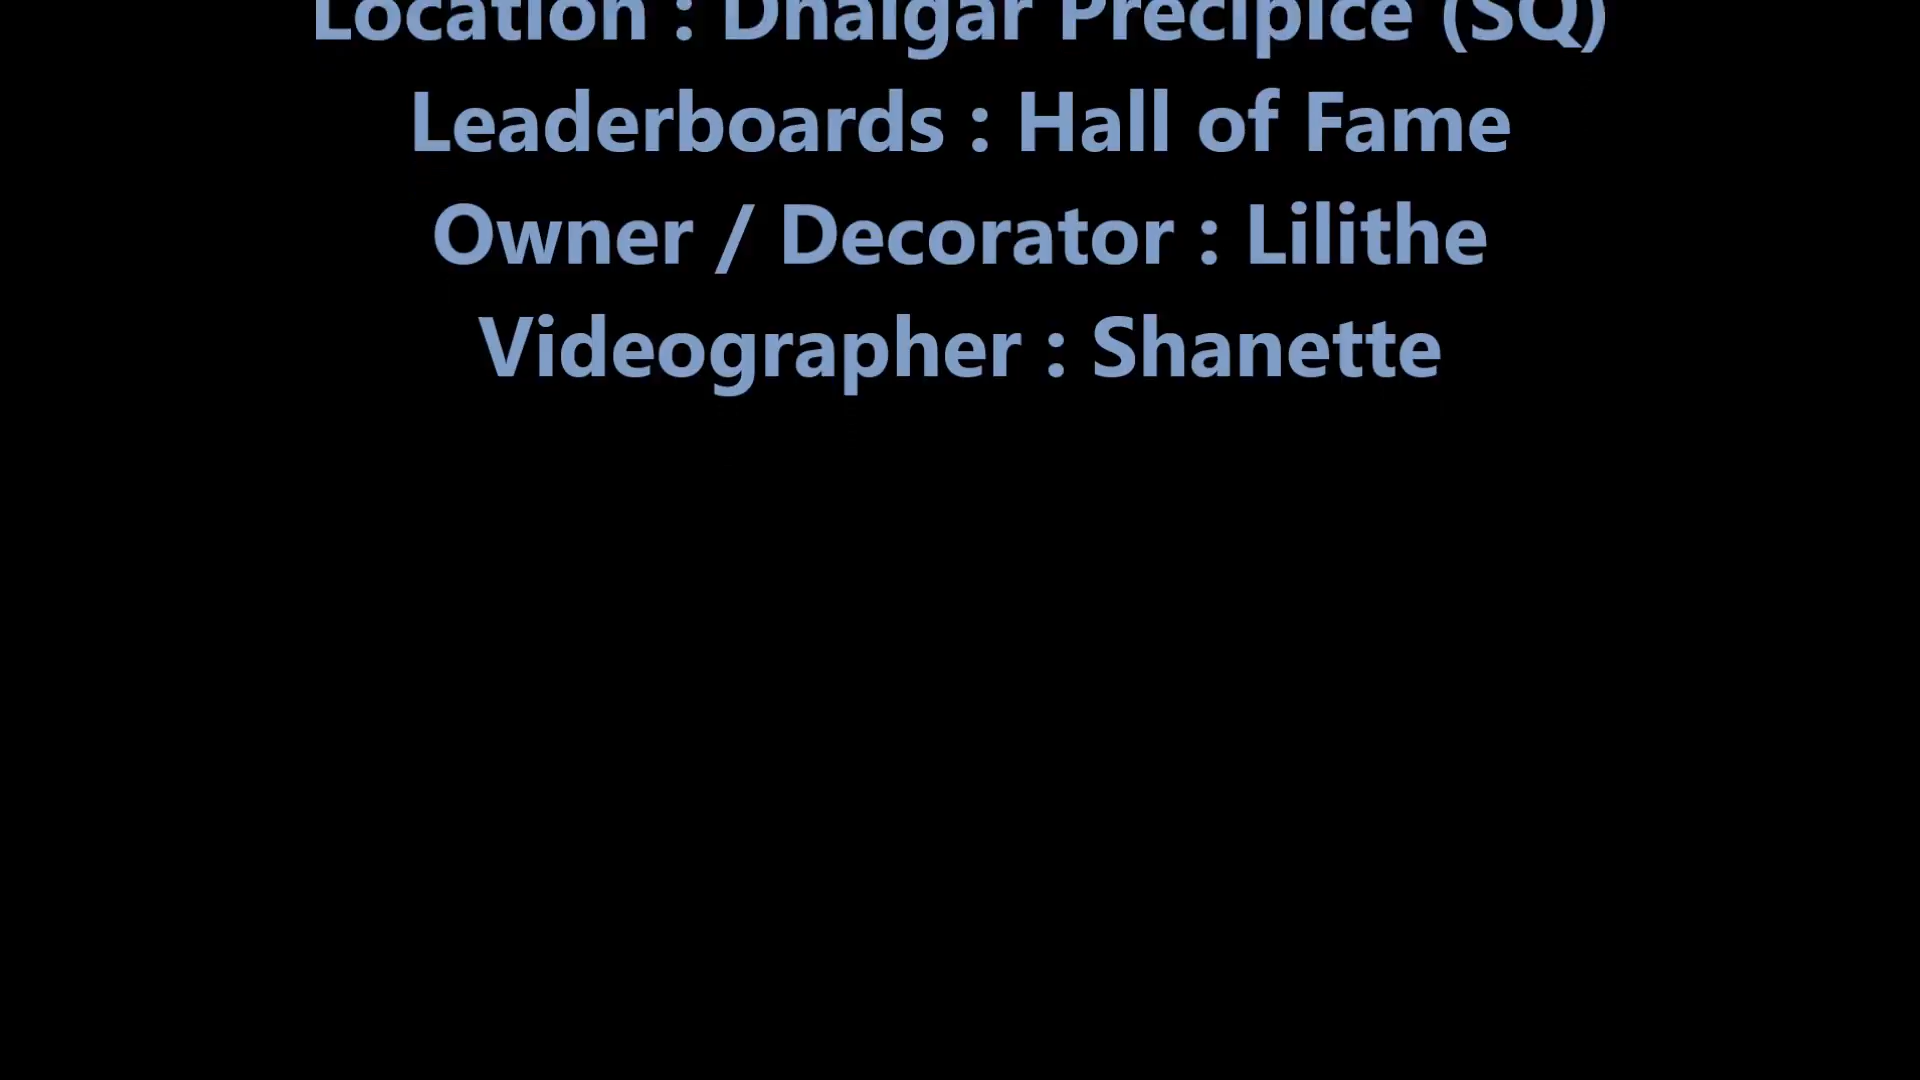 Location : Dhalgar Precipice (SQ)
Leaderboards : Hall of Fame
Owner / Decorator : Lilithe
Videographer : Shanette